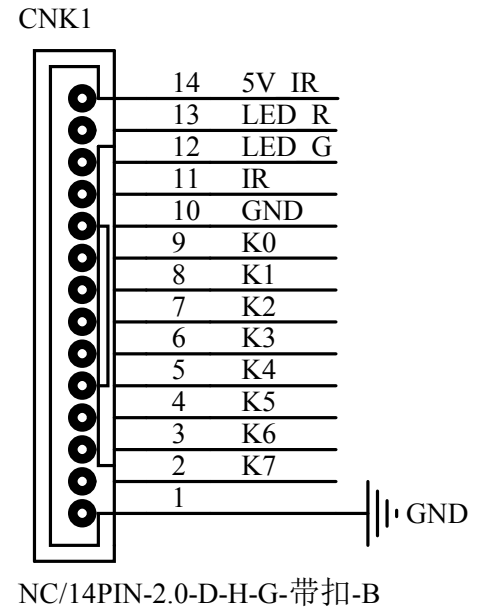 CNK1
14 5V IR
13 LED R
12 LED G
11 IR
10 GND
9 K0
8 K1
7 K2
6 K3
5 K4
4 K5
3 K6
2 K7
1
GND
NC/14PIN-2.0-D-H-G-带扣-B